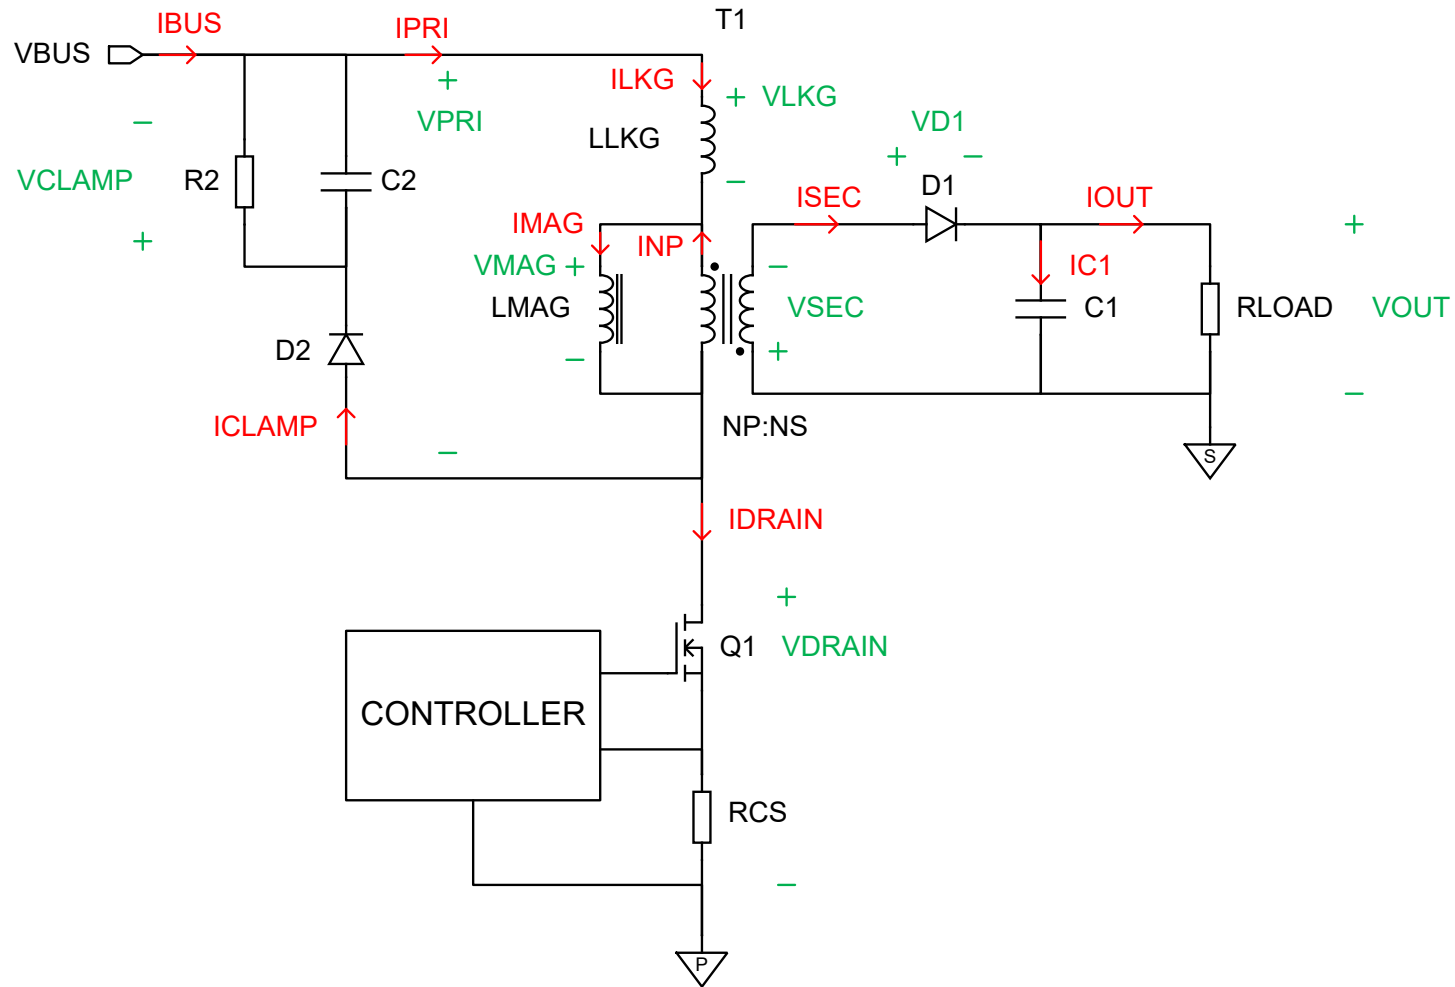 T1
IBUS
IPRI
VBUS
ILKG
+
+ VLKG
−
VPRI
LLKG
VD1
+ −
VCLAMP
R2
C2
D1
−
ISEC
IOUT
+
IMAG
INP
+
VMAG +
−
IC1
LMAG
VSEC
C1
RLOAD
VOUT
D2
−
+
−
ICLAMP
NP:NS
−
S
IDRAIN
+
Q1
VDRAIN
CONTROLLER
RCS
−
P